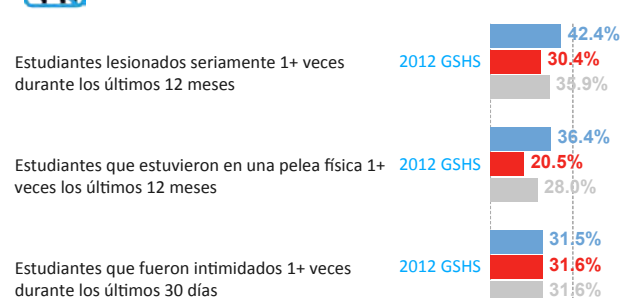 42.4%
Estudiantes lesionados seriamente 1+ veces 2012 GSHS 30.4%
durante los últimos 12 meses 35.9%
36.4%
Estudiantes que estuvieron en una pelea física 1+ 2012 GSHS 20.5%
veces los últimos 12 meses 28.0%
31.5%
Estudiantes que fueron intimidados 1+ veces 2012 GSHS 31.6%
durante los últimos 30 días 31.6%